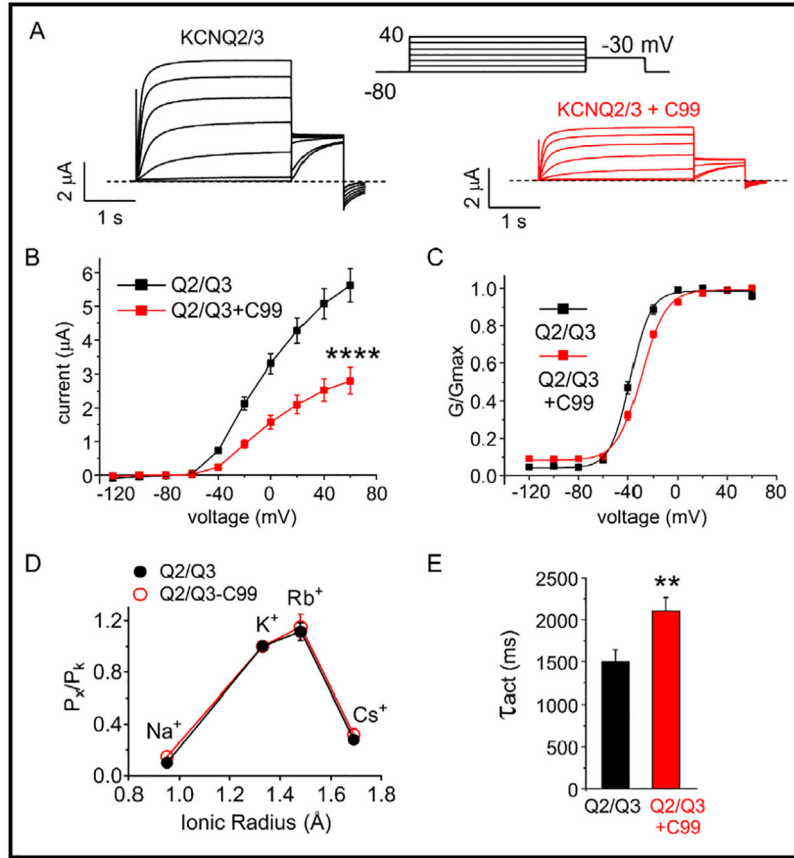 A
KCNQ2/3
40
-30 mV
-80
KCNQ2/3 + C99
2 µA
1 s
2 µA
1 s
B
Q2/Q3
Q2/Q3+C99
****
current (µA)
6
5
4
3
2
1
0
-120
-80
-40
0
40
80
voltage (mV)
C
Q2/Q3
Q2/Q3
+C99
G/Gmax
1.0
0.8
0.6
0.4
0.2
0.0
-120
-80
-40
0
40
80
voltage (mV)
D
Q2/Q3
Q2/Q3-C99
Na⁺
K⁺
Rb⁺
Cs⁺
Pₓ/Pₖ
1.2
0.8
0.4
0.0
0.8
1.0
1.2
1.4
1.6
1.8
Ionic Radius (Å)
E
**
τact (ms)
2500
2000
1500
1000
500
0
Q2/Q3
Q2/Q3
+C99